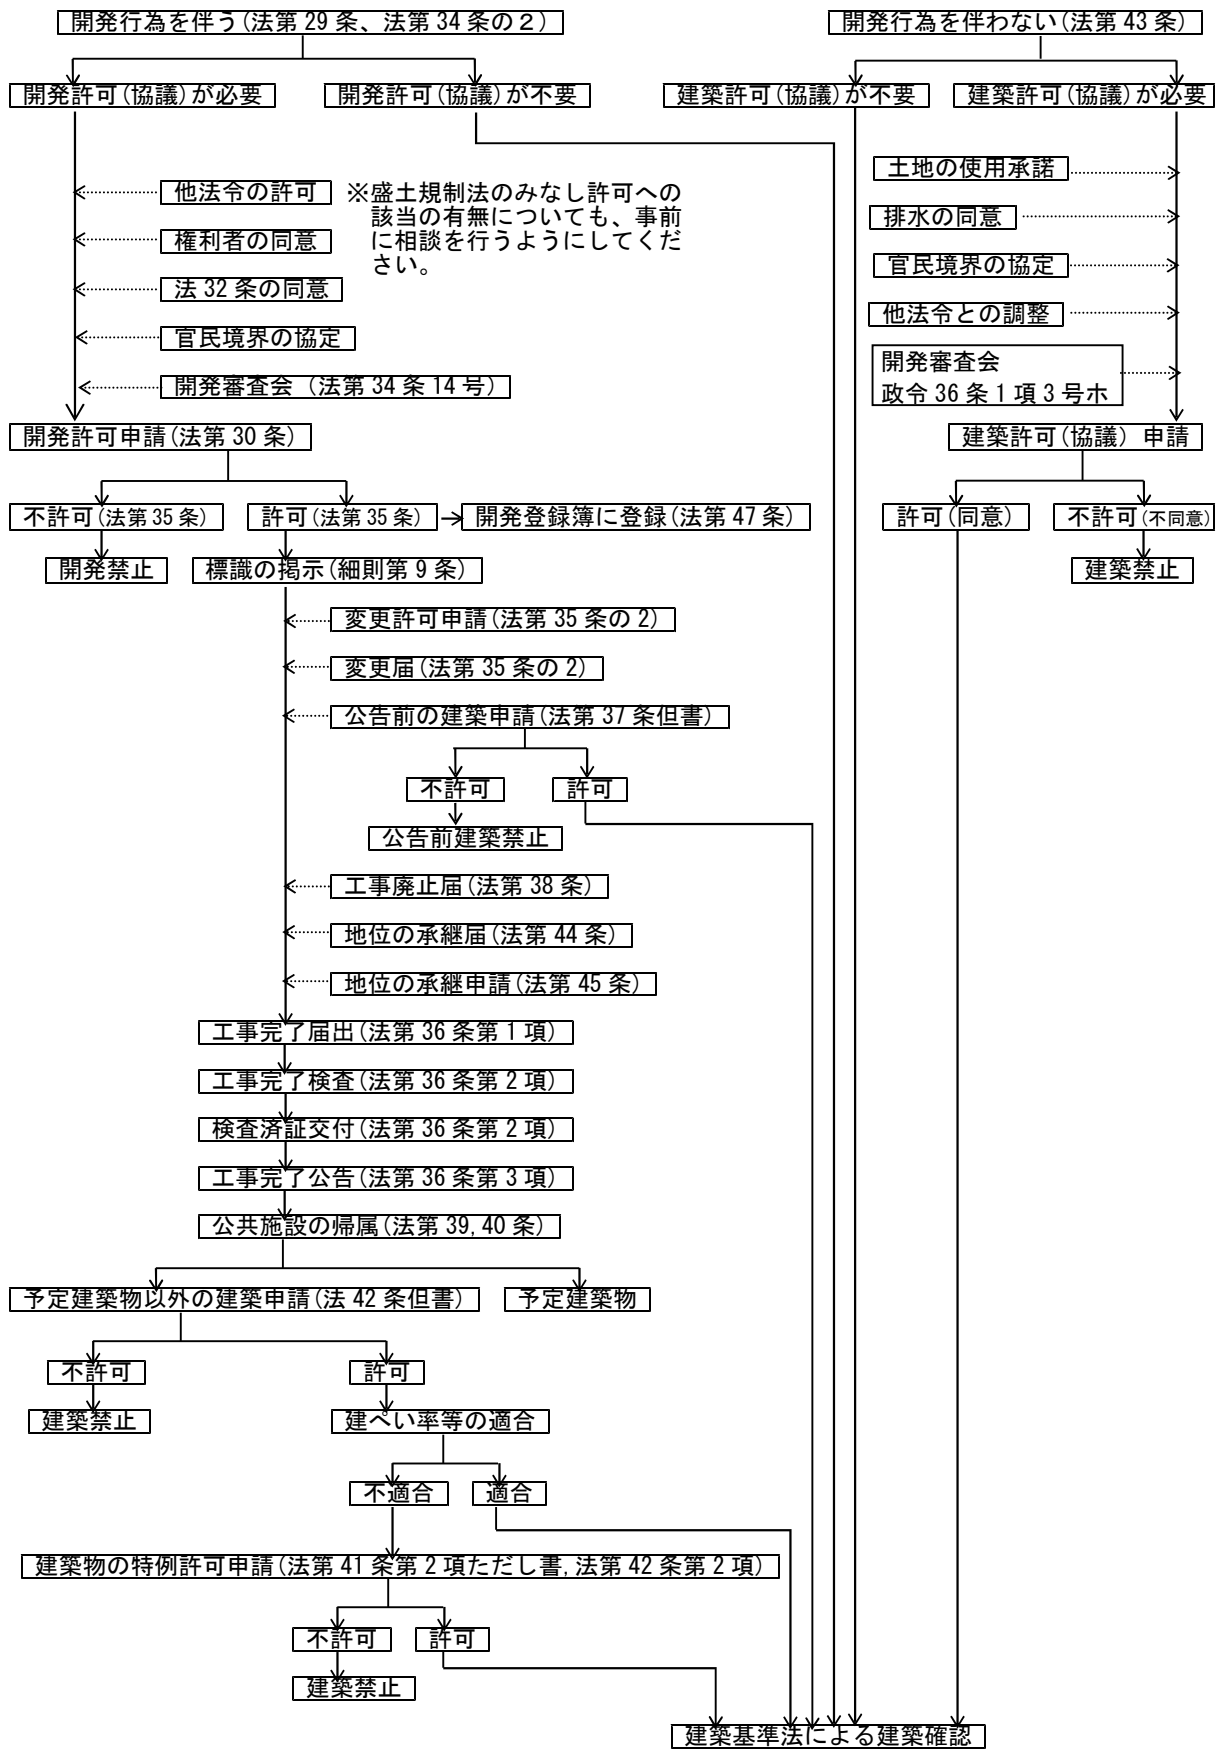 開発行為を伴う(法第29条、法第34条の２)
開発行為を伴わない(法第43条)
開発許可(協議)が必要
開発許可(協議)が不要
建築許可(協議)が不要
建築許可(協議)が必要
他法令の許可
※盛土規制法のみなし許可への
該当の有無についても、事前
に相談を行うようにしてくだ
さい。
権利者の同意
法32条の同意
官民境界の協定
開発審査会（法第34条14号)
土地の使用承諾
排水の同意
官民境界の協定
他法令との調整
開発審査会
政令36条1項3号ホ
開発許可申請(法第30条)
建築許可(協議）申請
不許可(法第35条)
許可(法第35条)
開発登録簿に登録(法第47条)
許可(同意)
不許可(不同意)
開発禁止
標識の掲示(細則第9条)
建築禁止
変更許可申請(法第35条の2)
変更届(法第35条の2)
公告前の建築申請(法第37条但書)
不許可
許可
公告前建築禁止
工事廃止届(法第38条)
地位の承継届(法第44条)
地位の承継申請(法第45条)
工事完了届出(法第36条第1項)
工事完了検査(法第36条第2項)
検査済証交付(法第36条第2項)
工事完了公告(法第36条第3項)
公共施設の帰属(法第39,40条)
予定建築物以外の建築申請(法42条但書)
予定建築物
不許可
許可
建築禁止
建ぺい率等の適合
不適合
適合
建築物の特例許可申請(法第41条第2項ただし書,法第42条第2項)
不許可
許可
建築禁止
建築基準法による建築確認